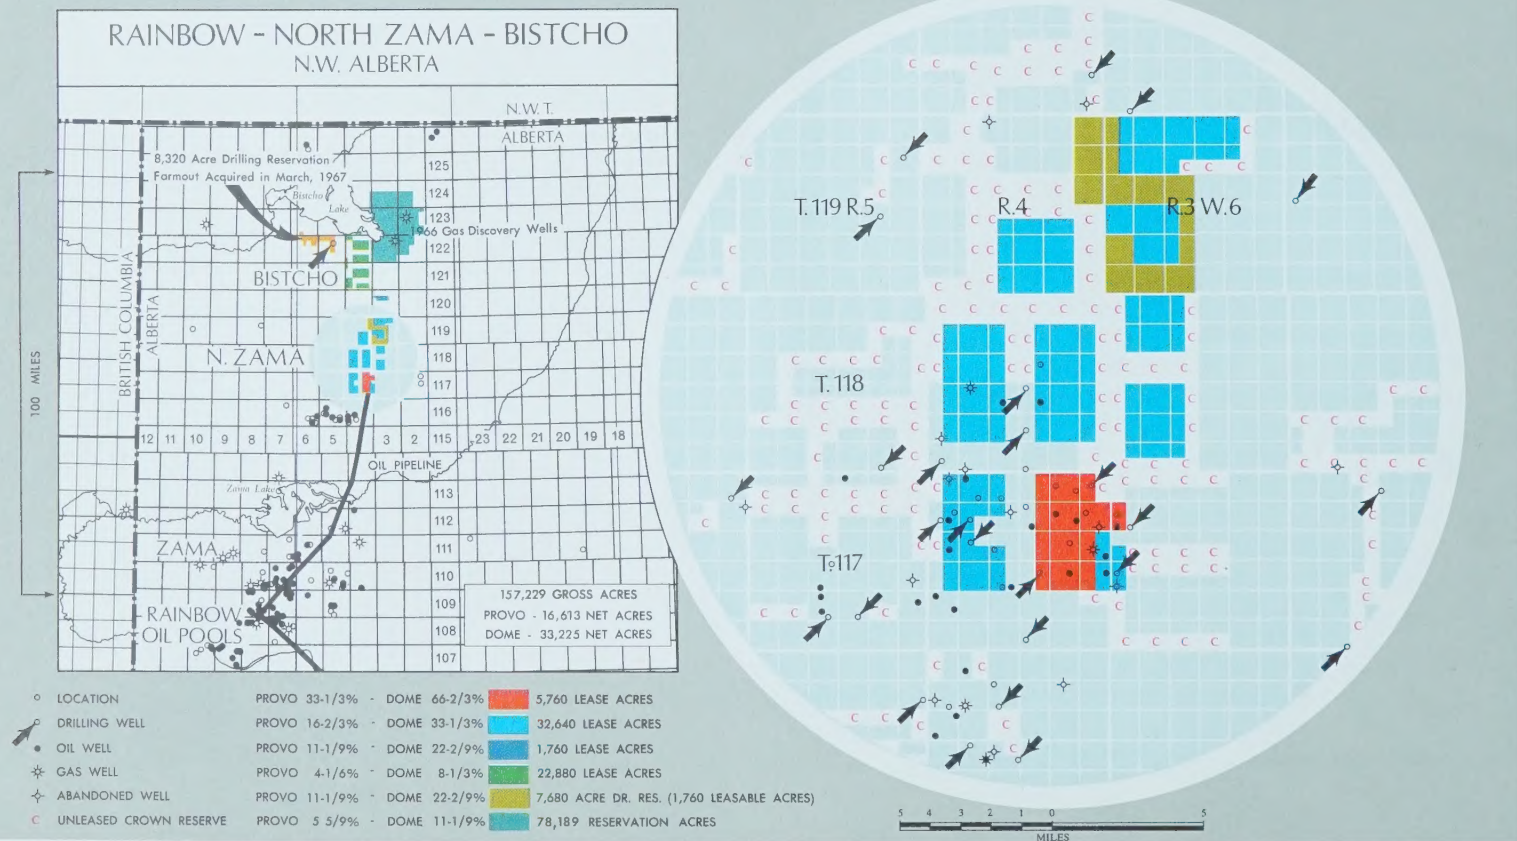 RAINBOW - NORTH ZAMA - BISTCHO
N.W. ALBERTA
N.W.T.
ALBERTA
8,320 Acre Drilling Reservation
Farmout Acquired in March, 1967
Bistcho
Lake
1966 Gas Discovery Wells
BISTCHO
BRITISH COLUMBIA
ALBERTA
100 MILES
N. ZAMA
125
124
123
122
121
120
119
118
117
116
12 11 10 9 8 7 6 5 3 2 115 23 22 21 20 19 18
OIL PIPELINE
Zama Lake
113
112
111
110
109
108
107
ZAMA
RAINBOW
OIL POOLS
157,229 GROSS ACRES
PROVO - 16,613 NET ACRES
DOME - 33,225 NET ACRES
T. 119 R.5
R.4
R.3 W.6
T. 118
T. 117
LOCATION
DRILLING WELL
OIL WELL
GAS WELL
ABANDONED WELL
C UNLEASED CROWN RESERVE
PROVO 33-1/3% - DOME 66-2/3% 5,760 LEASE ACRES
PROVO 16-2/3% - DOME 33-1/3% 32,640 LEASE ACRES
PROVO 11-1/9% - DOME 22-2/9% 1,760 LEASE ACRES
PROVO 4-1/6% - DOME 8-1/3% 22,880 LEASE ACRES
PROVO 11-1/9% - DOME 22-2/9% 7,680 ACRE DR. RES. (1,760 LEASABLE ACRES)
PROVO 5 5/9% - DOME 11-1/9% 78,189 RESERVATION ACRES
5 4 3 2 1 0 5
MILES